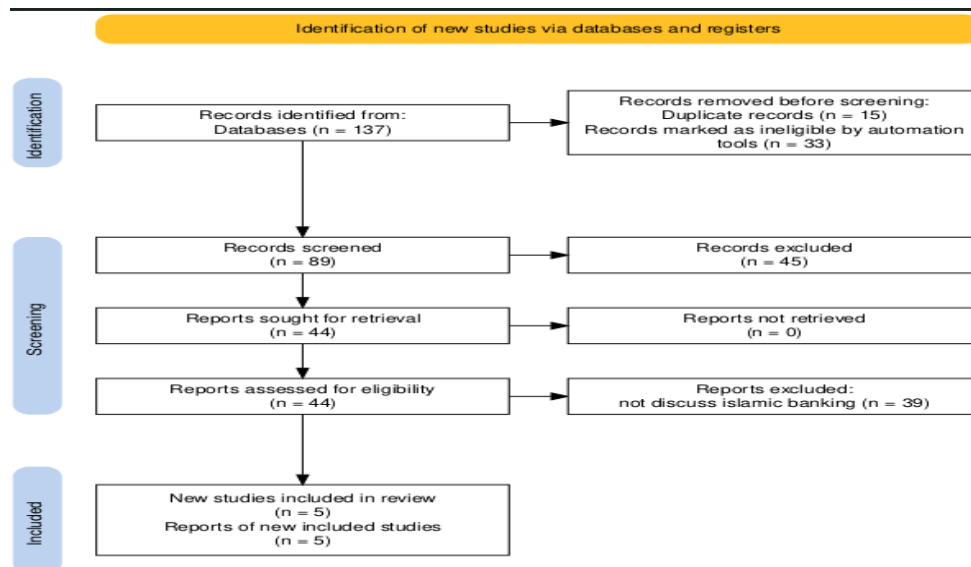 Identification of new studies via databases and registers
Identification
Records identified from:
Databases (n = 137)
Records removed before screening:
Duplicate records (n = 15)
Records marked as ineligible by automation
tools (n = 33)
Screening
Records screened
(n = 89)
Records excluded
(n = 45)
Reports sought for retrieval
(n = 44)
Reports not retrieved
(n = 0)
Reports assessed for eligibility
(n = 44)
Reports excluded:
not discuss islamic banking (n = 39)
Included
New studies included in review
(n = 5)
Reports of new included studies
(n = 5)